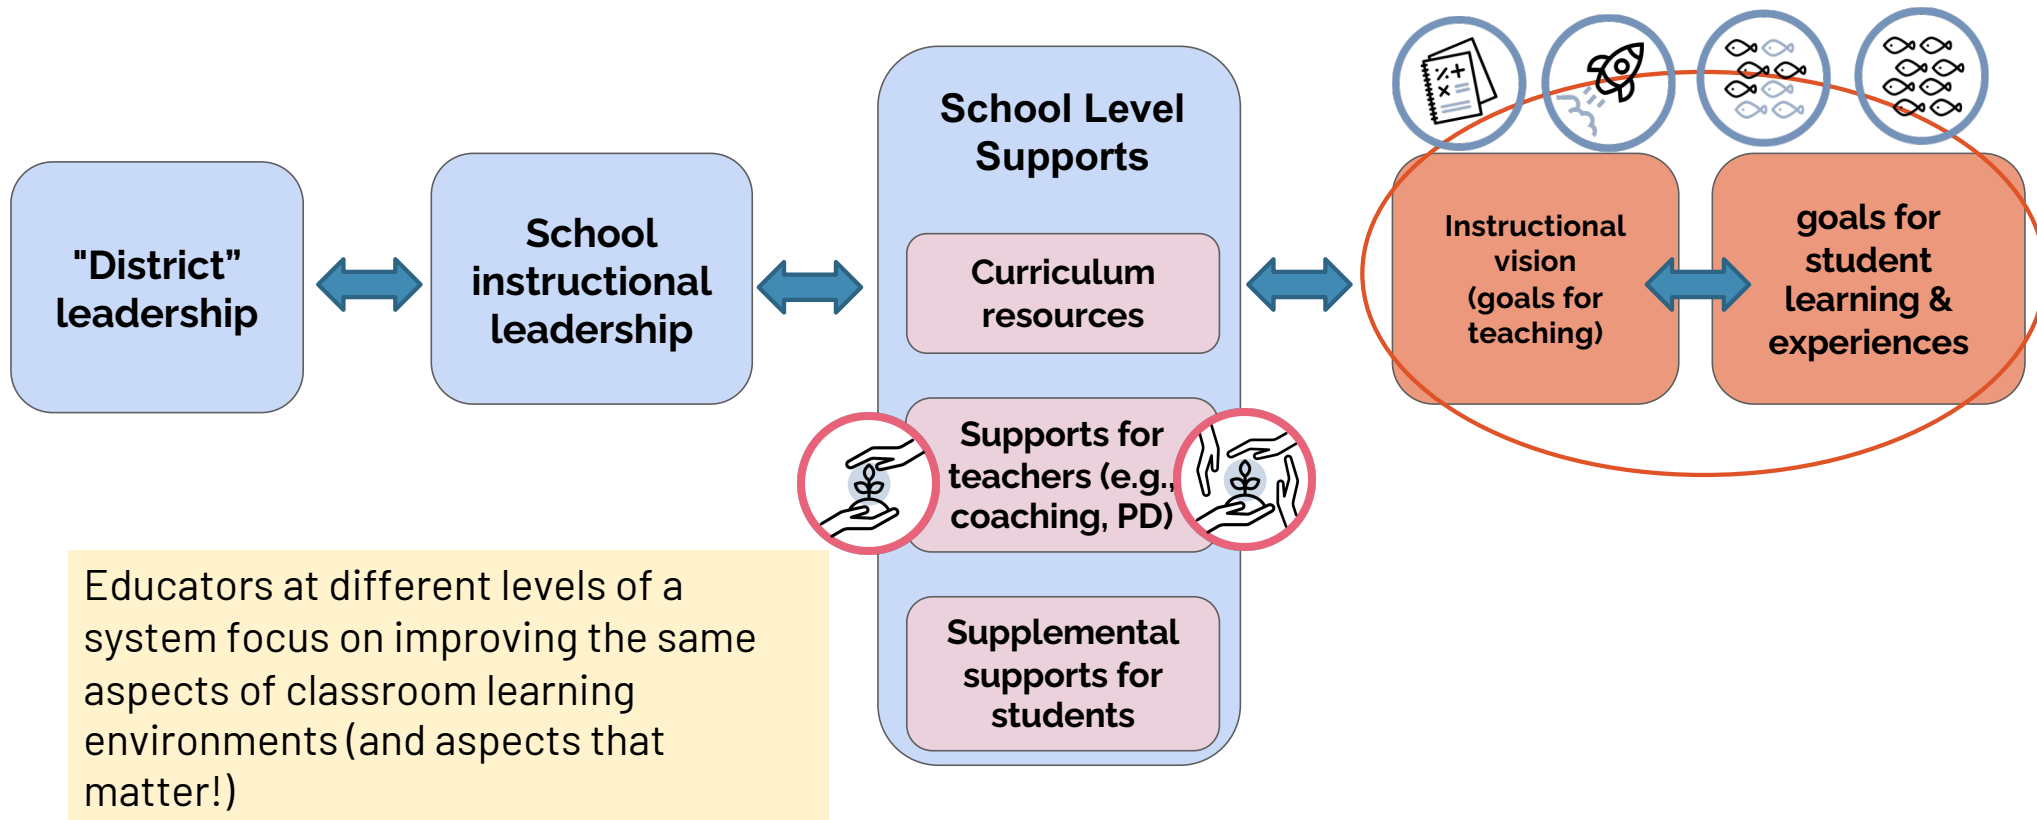 "District”
leadership
School
instructional
leadership
School Level
Supports
Curriculum
resources
Supports for
teachers (e.g.,
coaching, PD)
Supplemental
supports for
students
Instructional
vision
(goals for
teaching)
goals for
student
learning &
experiences
Educators at different levels of a
system focus on improving the same
aspects of classroom learning
environments (and aspects that
matter!)